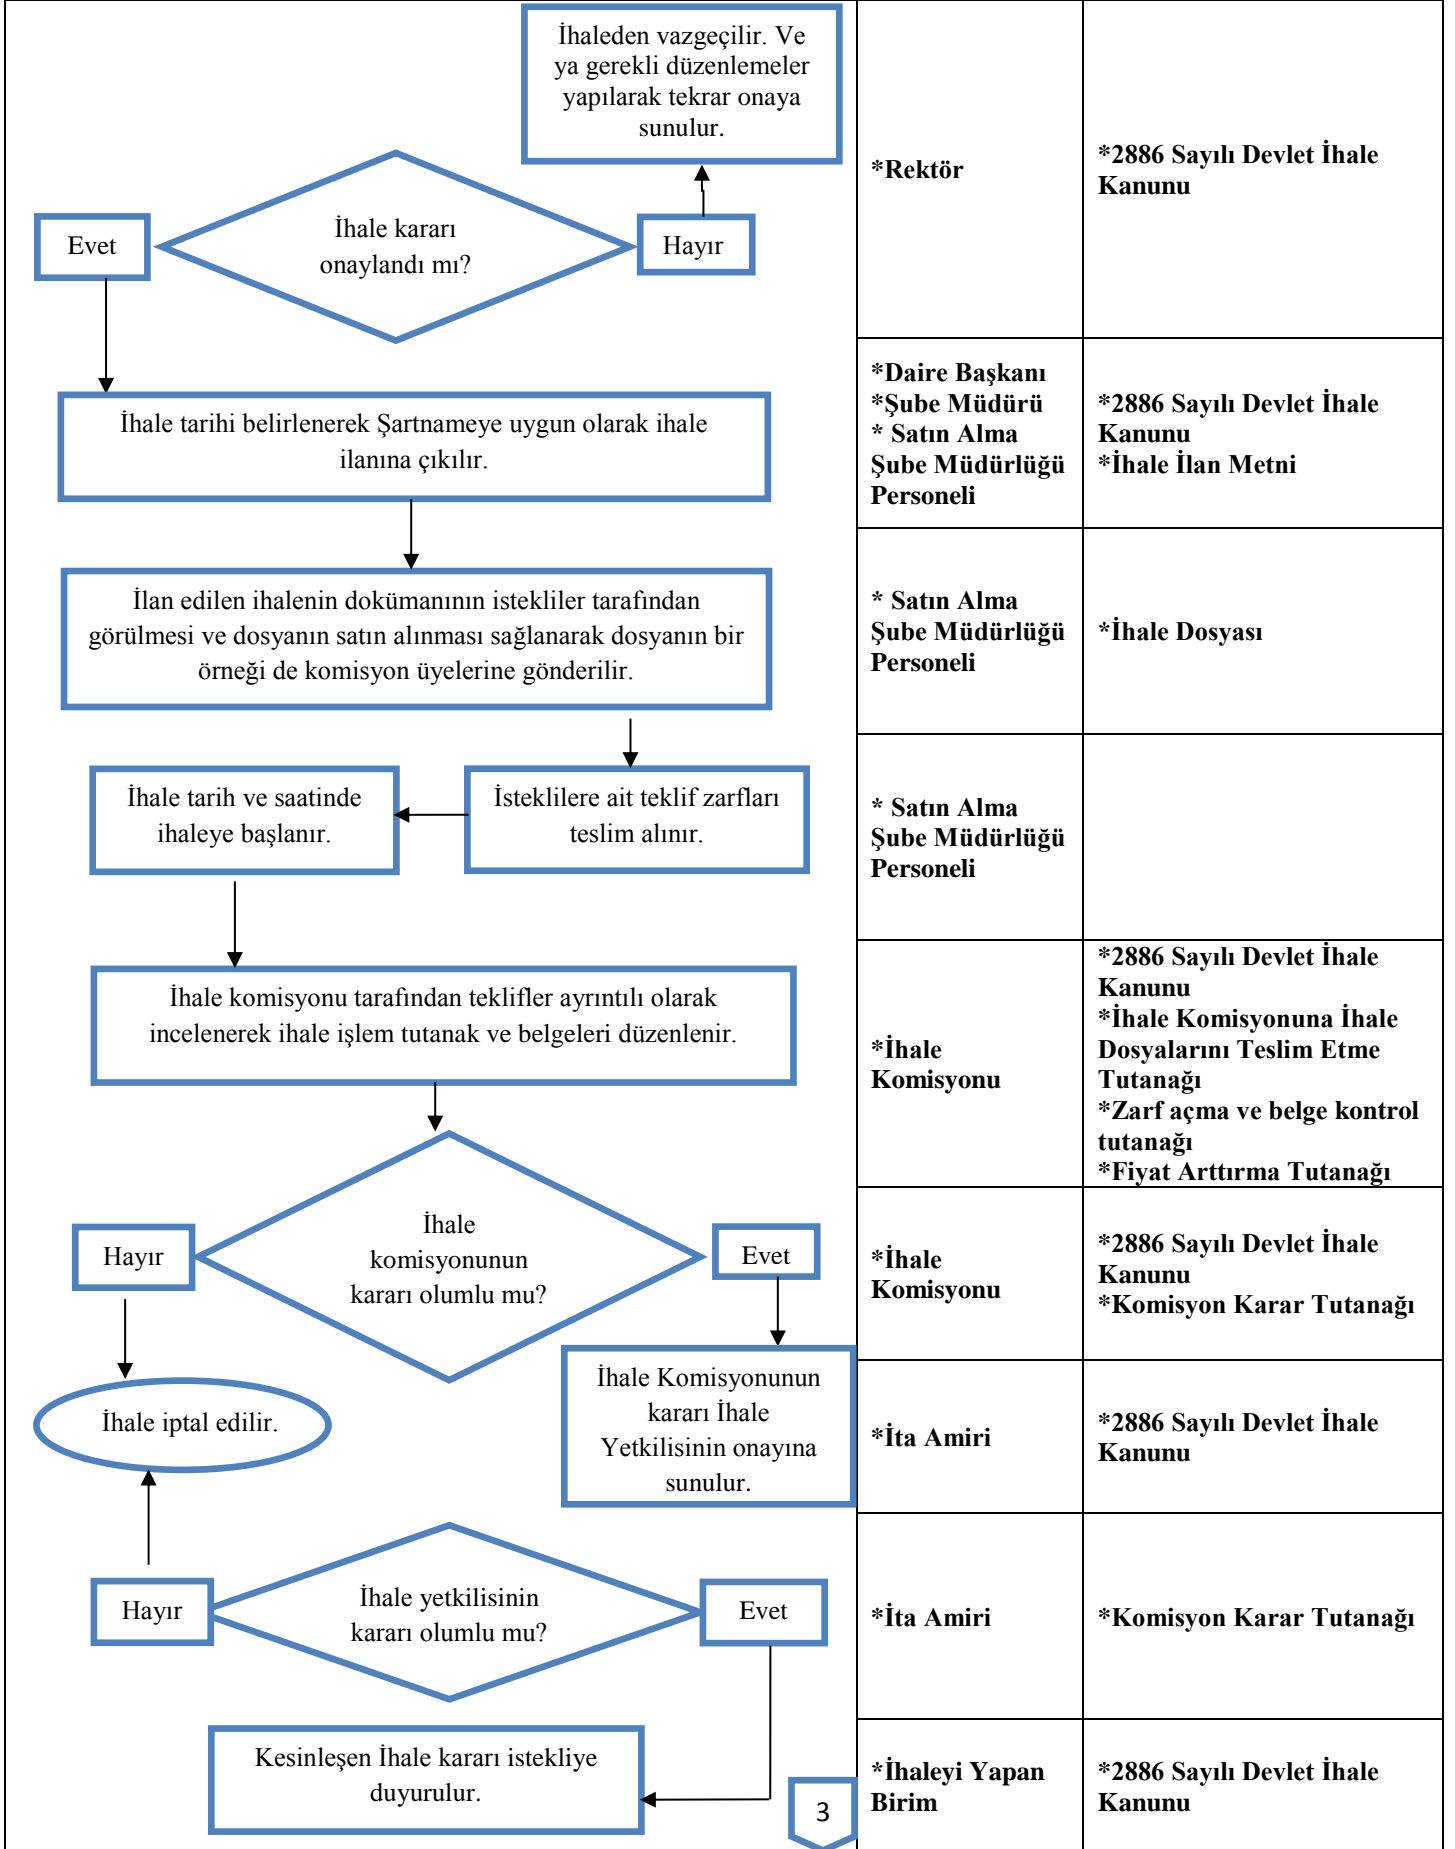 İhaleden vazgeçilir. Ve
ya gerekli düzenlemeler
yapılarak tekrar onaya
sunulur.
Evet
İhale kararı
onaylandı mı?
Hayır
*Rektör
*2886 Sayılı Devlet İhale
Kanunu
İhale tarihi belirlenerek Şartnameye uygun olarak ihale
ilanına çıkılır.
*Daire Başkanı
*Şube Müdürü
* Satın Alma
Şube Müdürlüğü
Personeli
*2886 Sayılı Devlet İhale
Kanunu
*İhale İlan Metni
İlan edilen ihalenin dokümanının istekliler tarafından
görülmesi ve dosyanın satın alınması sağlanarak dosyanın bir
örneği de komisyon üyelerine gönderilir.
* Satın Alma
Şube Müdürlüğü
Personeli
*İhale Dosyası
İhale tarih ve saatinde
ihaleye başlanır.
İsteklilere ait teklif zarfları
teslim alınır.
* Satın Alma
Şube Müdürlüğü
Personeli
İhale komisyonu tarafından teklifler ayrıntılı olarak
incelenerek ihale işlem tutanak ve belgeleri düzenlenir.
*İhale
Komisyonu
*2886 Sayılı Devlet İhale
Kanunu
*İhale Komisyonuna İhale
Dosyalarını Teslim Etme
Tutanağı
*Zarf açma ve belge kontrol
tutanağı
*Fiyat Arttırma Tutanağı
Hayır
İhale
komisyonunun
kararı olumlu mu?
Evet
*İhale
Komisyonu
*2886 Sayılı Devlet İhale
Kanunu
*Komisyon Karar Tutanağı
İhale iptal edilir.
İhale Komisyonunun
kararı İhale
Yetkilisinin onayına
sunulur.
*İta Amiri
*2886 Sayılı Devlet İhale
Kanunu
Hayır
İhale yetkilisinin
kararı olumlu mu?
Evet
*İta Amiri
*Komisyon Karar Tutanağı
Kesinleşen İhale kararı istekliye
duyurulur.
3
*İhaleyi Yapan
Birim
*2886 Sayılı Devlet İhale
Kanunu